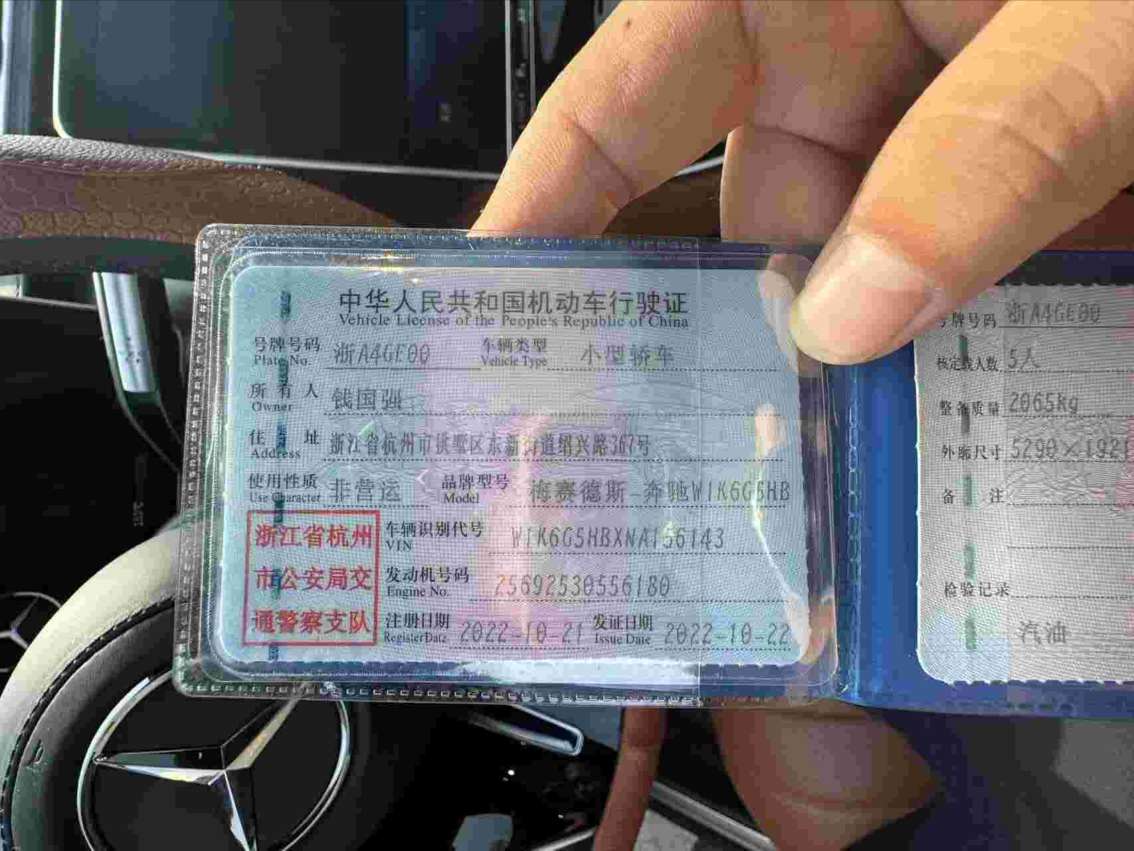 中华人民共和国机动车行驶证
Vehicle License of the People's Republic of China
号牌号码 浙A4GE00 车辆类型 小型轿车
Plate No. Vehicle Type
所有人 钱国强
Owner
住址 浙江省杭州市拱墅区东新街道绍兴路367号
Address
使用性质 非营运 品牌型号 梅赛德斯-奔驰W1K6G5HB
Use Character Model
浙江省杭州
市公安局交
通警察支队
车辆识别代号 W1K6G5HBXNA156143
VIN
发动机号码 25692530556180
Engine No.
注册日期 2022-10-21 发证日期 2022-10-22
Register Date Issue Date
号牌号码 浙A4GE00
核定载人数 5人
整备质量 2065kg
外廓尺寸 5290×1921
备注
检验记录
汽油